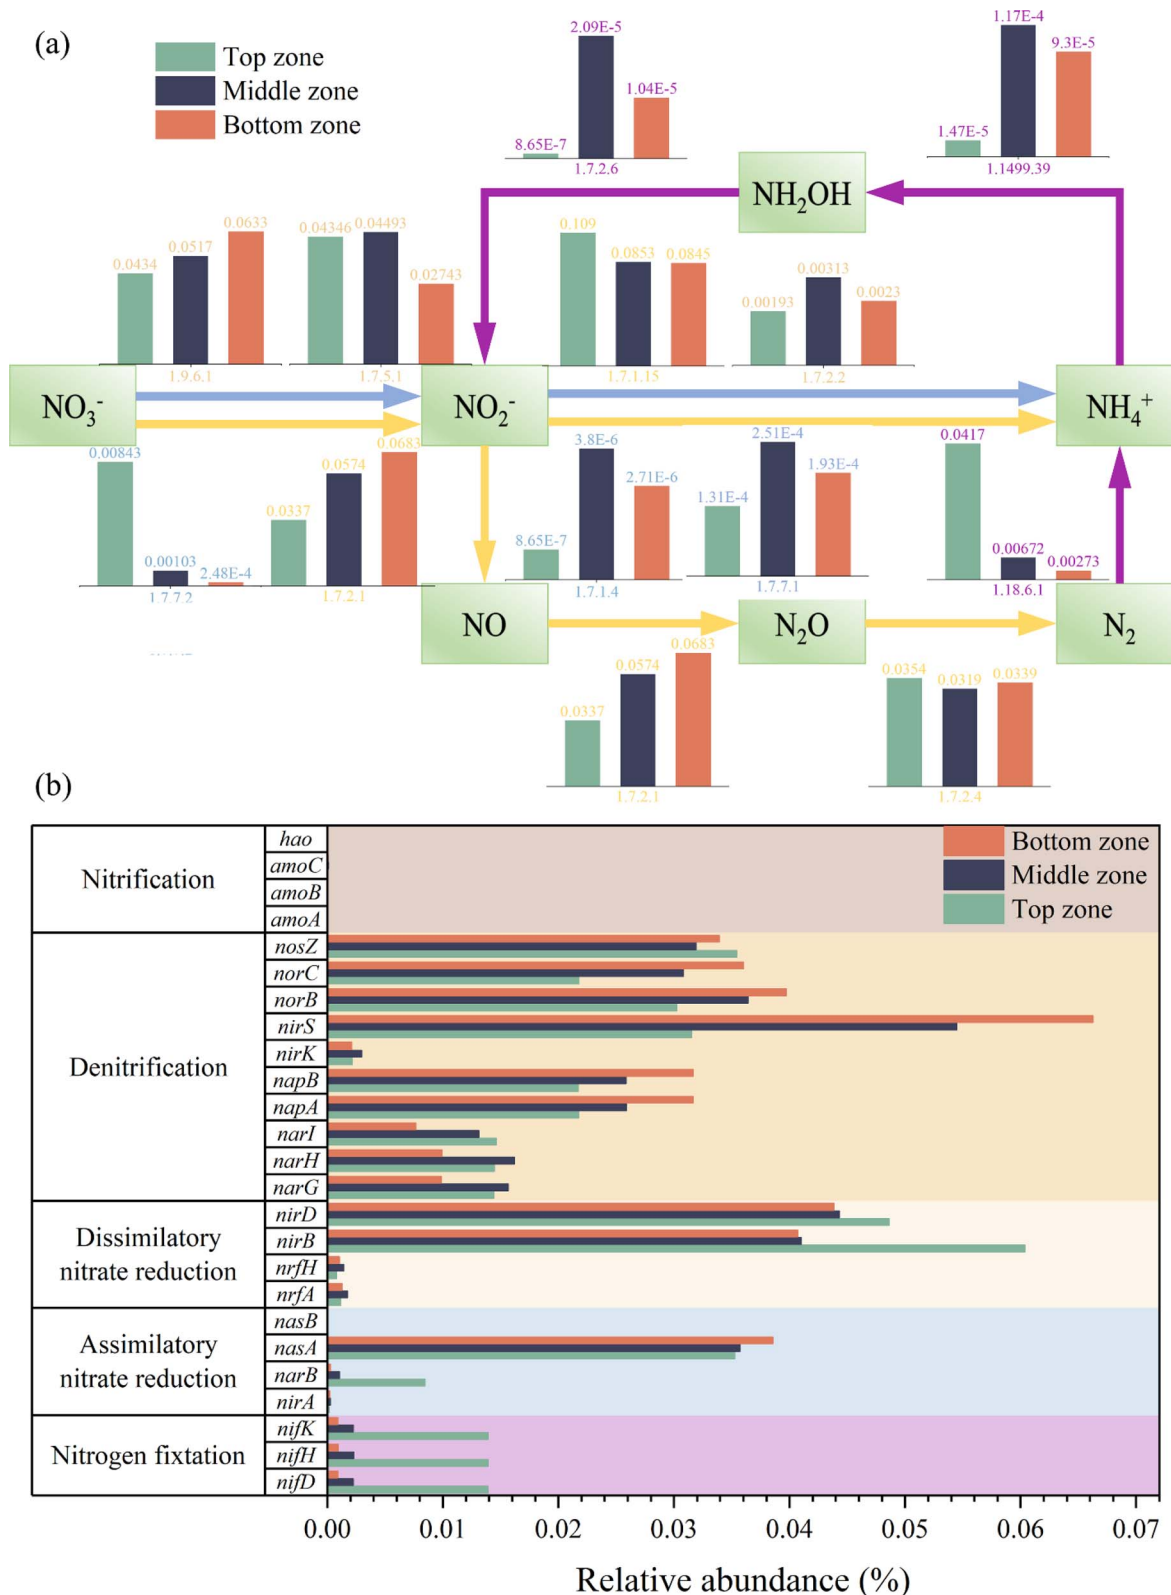 (a)
Top zone
Middle zone
Bottom zone
8.65E-7
2.09E-5
1.04E-5
1.7.2.6
1.47E-5
1.17E-4
9.3E-5
1.1499.39
NH₂OH
0.0434
0.0517
0.0633
1.9.6.1
0.04346
0.04493
0.02743
1.7.5.1
0.109
0.0853
0.0845
1.7.1.15
0.00193
0.00313
0.0023
1.7.2.2
NO₃⁻
NO₂⁻
NH₄⁺
0.00843
0.00103
2.48E-4
1.7.7.2
0.0337
0.0574
0.0683
1.7.2.1
8.65E-7
3.8E-6
2.71E-6
1.7.1.4
1.31E-4
2.51E-4
1.93E-4
1.7.7.1
0.0417
0.00672
0.00273
1.18.6.1
NO
N₂O
N₂
0.0337
0.0574
0.0683
1.7.2.1
0.0354
0.0319
0.0339
1.7.2.4
(b)
Bottom zone
Middle zone
Top zone
Nitrification
hao
amoC
amoB
amoA
Denitrification
nosZ
norC
norB
nirS
nirK
napB
napA
narI
narH
narG
Dissimilatory
nitrate reduction
nirD
nirB
nrfH
nrfA
Assimilatory
nitrate reduction
nasB
nasA
narB
nirA
Nitrogen fixtation
nifK
nifH
nifD
0.00 0.01 0.02 0.03 0.04 0.05 0.06 0.07
Relative abundance (%)